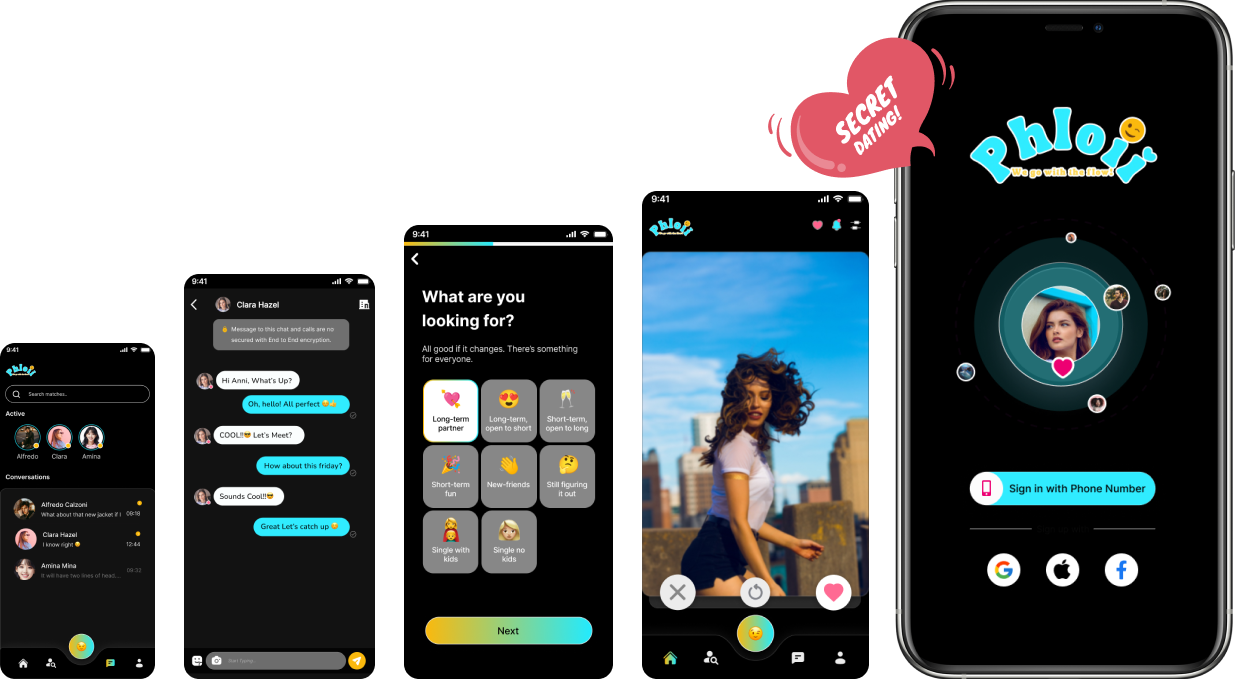 9:41
Phloii
Search matches..
Active
Alfredo
Clara
Amina
Conversations
Alfredo Calzoni
What about that new jacket if I
09:18
Clara Hazel
I know right
12:44
Amina Mina
It will have two lines of head....
09:32
9:41
Clara Hazel
Message to this chat and calls are no
secured with End to End encryption.
Hi Anni, What's Up?
Oh, hello! All perfect
COOL!!😎 Let's Meet?
How about this friday?
Sounds Cool!!😎
Great Let's catch up
9:41
What are you
looking for?
All good if it changes. There's something
for everyone.
Long-term
partner
Long-term,
open to short
Short-term,
open to long
Short-term
fun
New-friends
Still figuring
it out
Single with
kids
Single no
kids
Next
9:41
Phloii
SECRET
DATING!
Phloii
We go with the flow!
Sign in with Phone Number